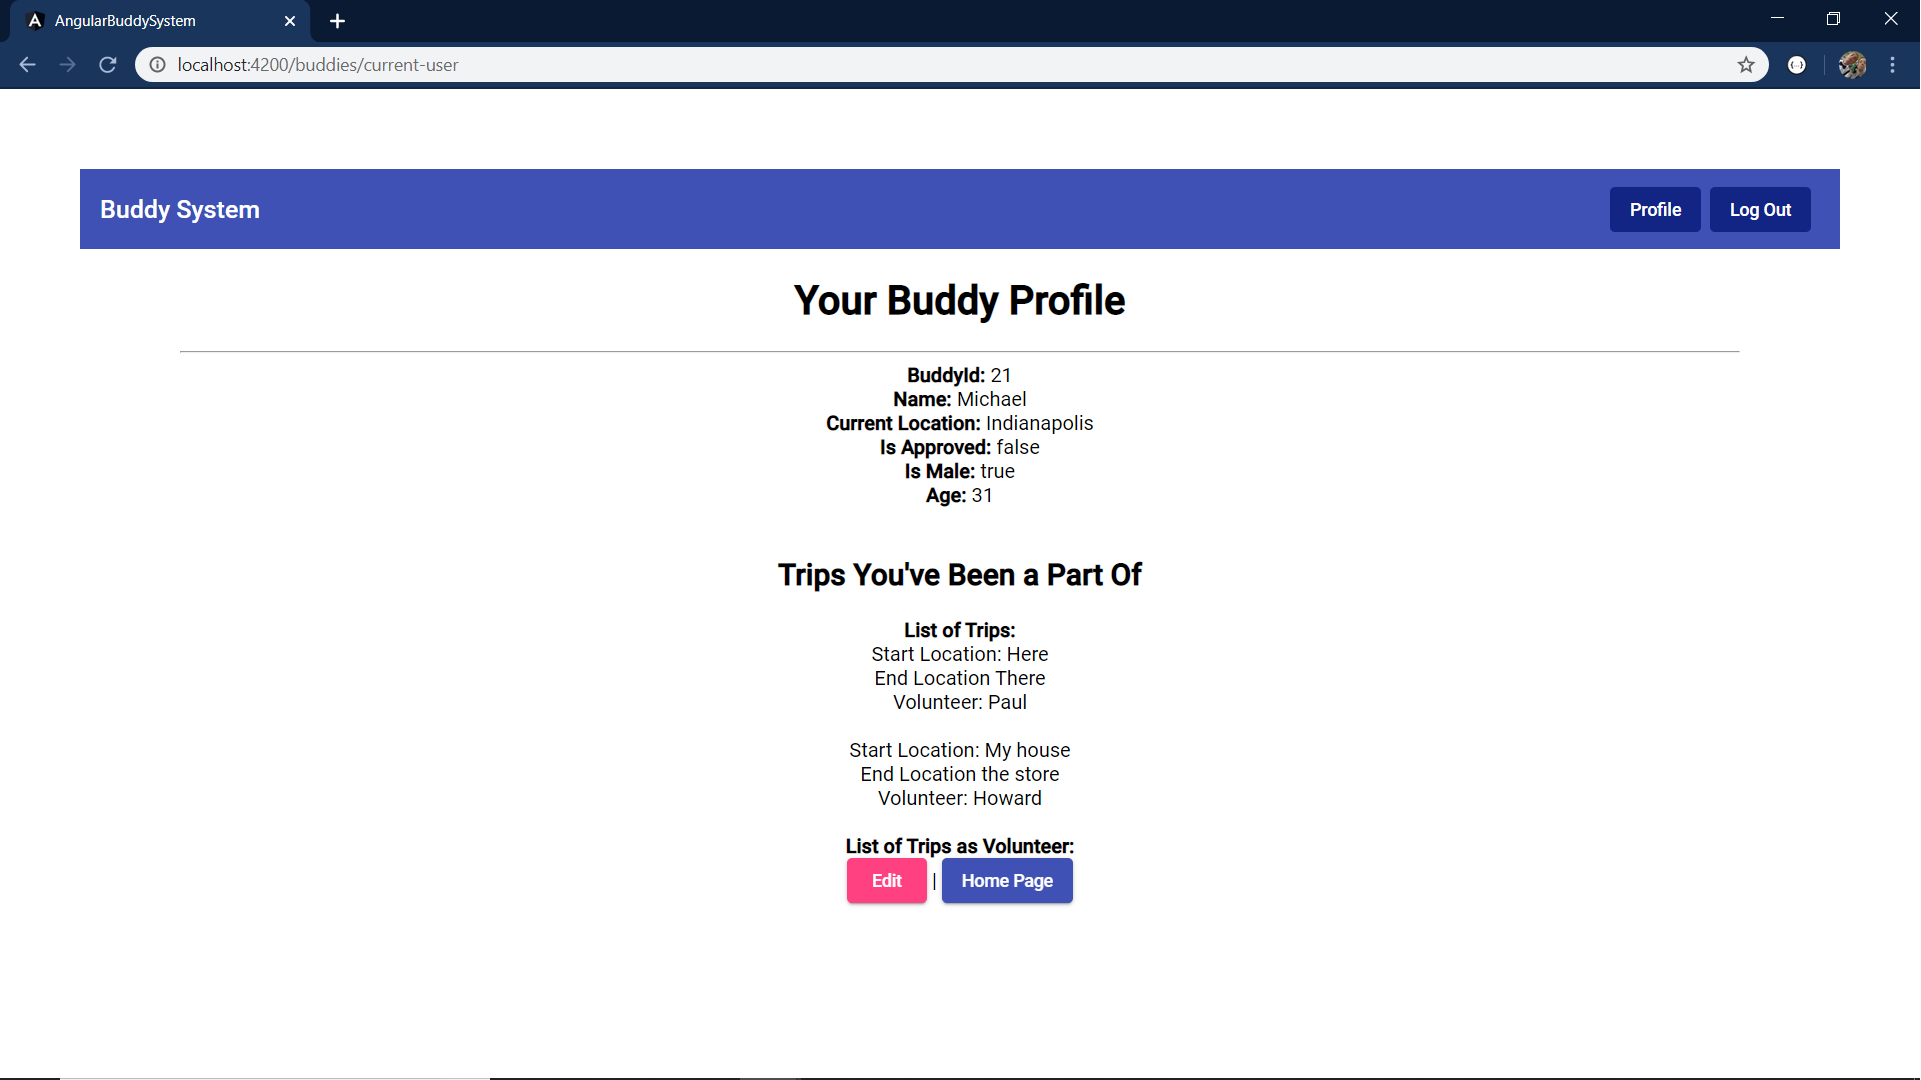 AngularBuddySystem
localhost:4200/buddies/current-user
Buddy System
Profile
Log Out
Your Buddy Profile
BuddyId: 21
Name: Michael
Current Location: Indianapolis
Is Approved: false
Is Male: true
Age: 31
Trips You've Been a Part Of
List of Trips:
Start Location: Here
End Location There
Volunteer: Paul
Start Location: My house
End Location the store
Volunteer: Howard
List of Trips as Volunteer:
Edit | Home Page